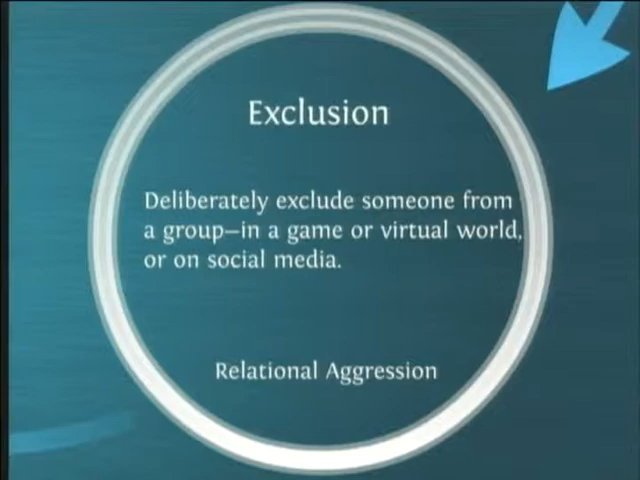 Exclusion
Deliberately exclude someone from
a group—in a game or virtual world,
or on social media.
Relational Aggression